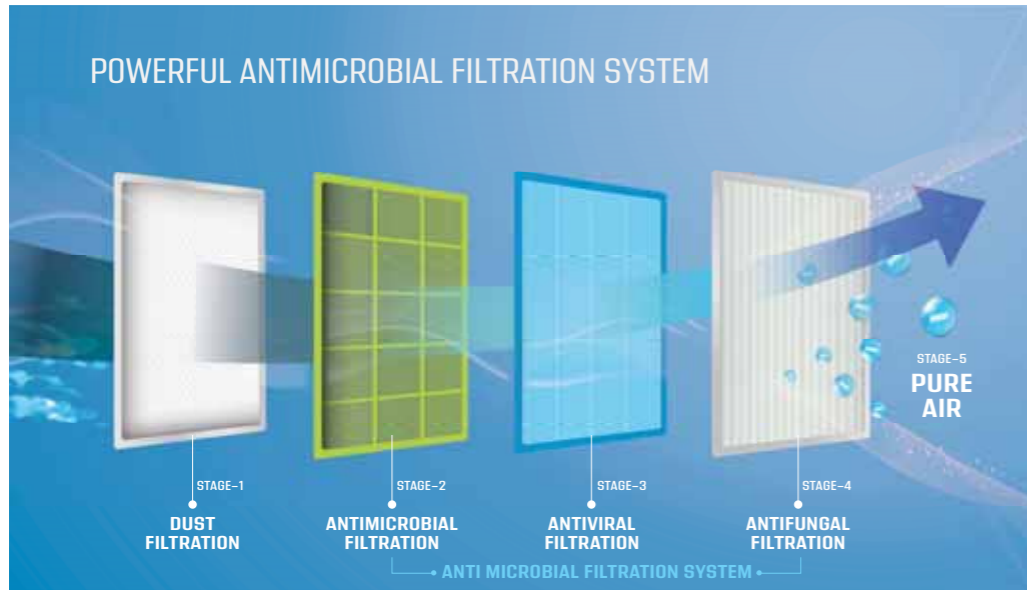 POWERFUL ANTIMICROBIAL FILTRATION SYSTEM
STAGE-5
PURE
AIR
STAGE-1
DUST
FILTRATION
STAGE-2
ANTIMICROBIAL
FILTRATION
STAGE-3
ANTIVIRAL
FILTRATION
STAGE-4
ANTIFUNGAL
FILTRATION
ANTI MICROBIAL FILTRATION SYSTEM